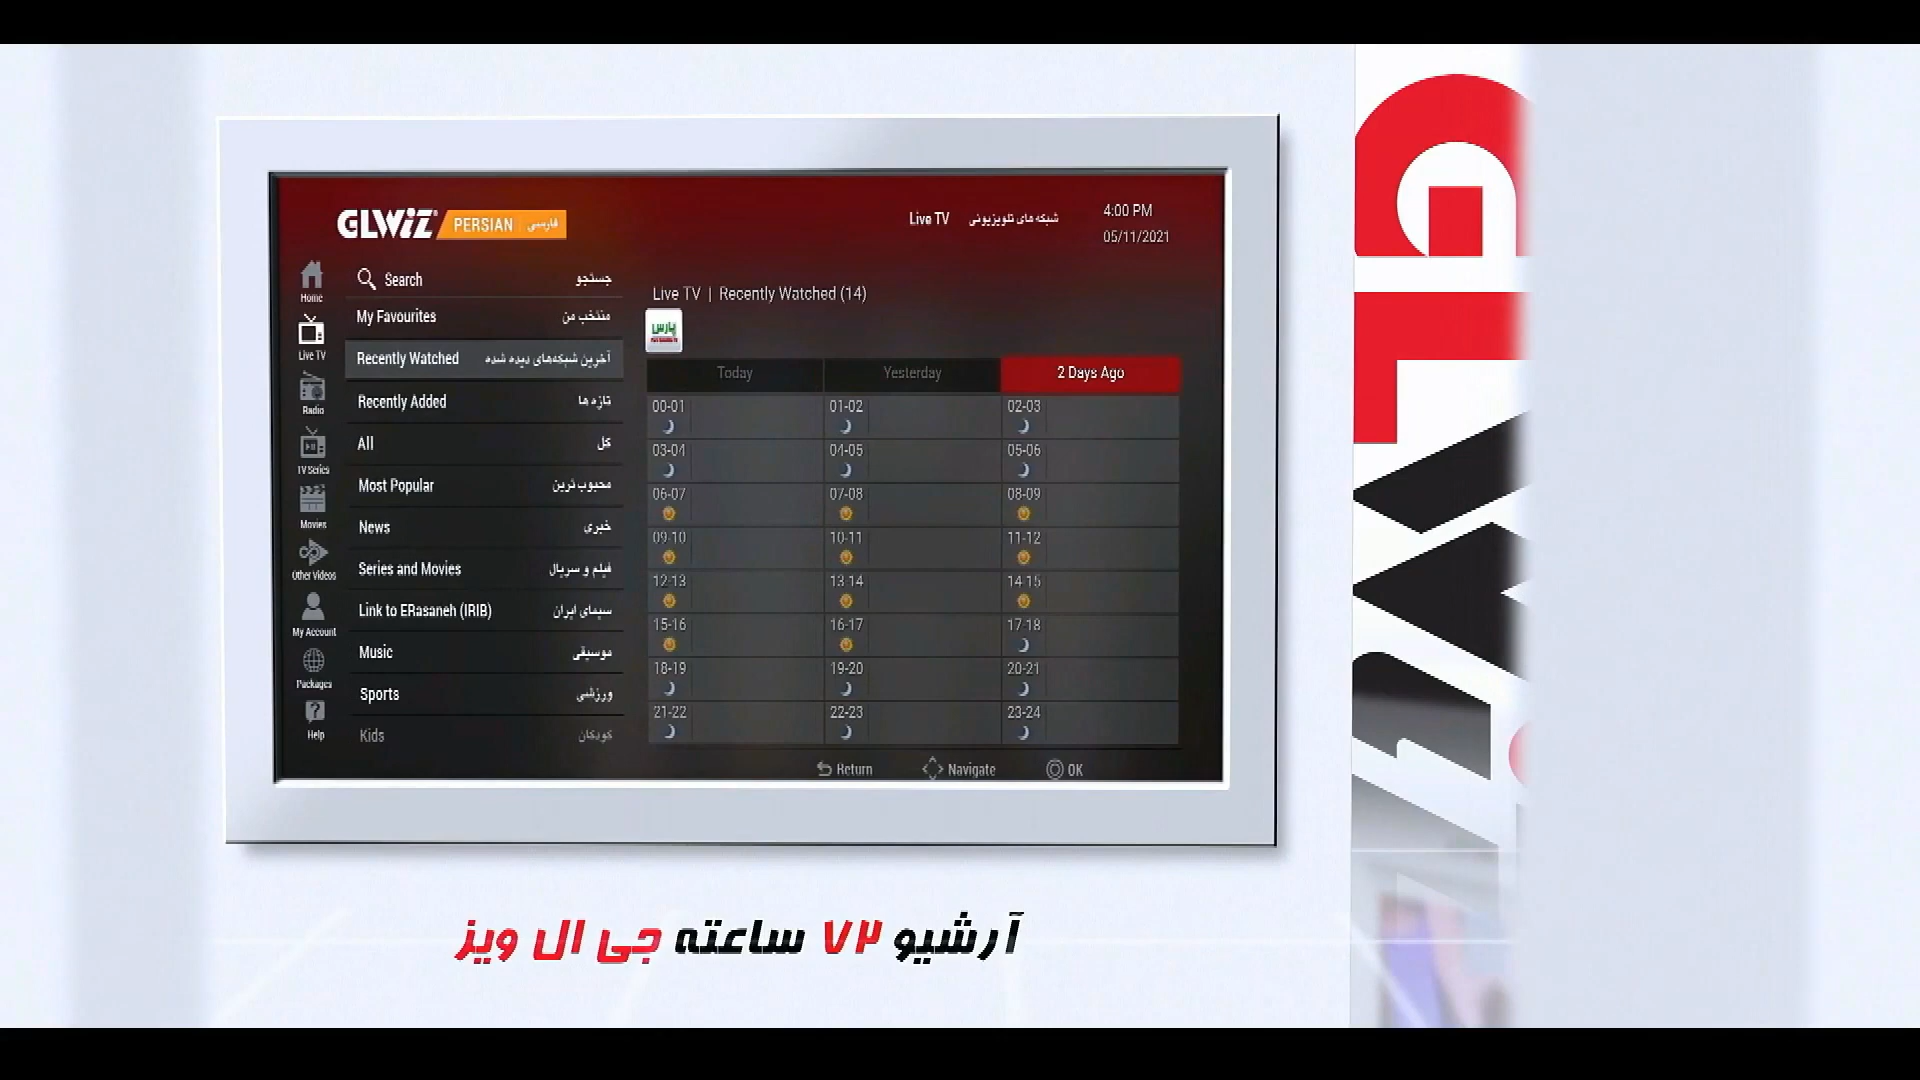 GLWiZ PERSIAN فارسی
Live TV شبکه های تلویزیونی
4:00 PM
05/11/2021
Home
Live TV
Radio
TV Series
Movies
Other Videos
My Account
Packages
Help
Search جستجو
My Favourites منتخب من
Recently Watched آخرین شبکه‌های دیده شده
Recently Added تازه ها
All کل
Most Popular محبوب ترین
News خبری
Series and Movies فیلم و سریال
Link to ERasaneh (IRIB) سیمای ایران
Music موسیقی
Sports ورزشی
Kids کودکان
Live TV | Recently Watched (14)
پارس
Today Yesterday 2 Days Ago
00-01 01-02 02-03
03-04 04-05 05-06
06-07 07-08 08-09
09-10 10-11 11-12
12-13 13-14 14-15
15-16 16-17 17-18
18-19 19-20 20-21
21-22 22-23 23-24
Return Navigate OK
آرشیو ۷۲ ساعته جی ال ویز
GLWi